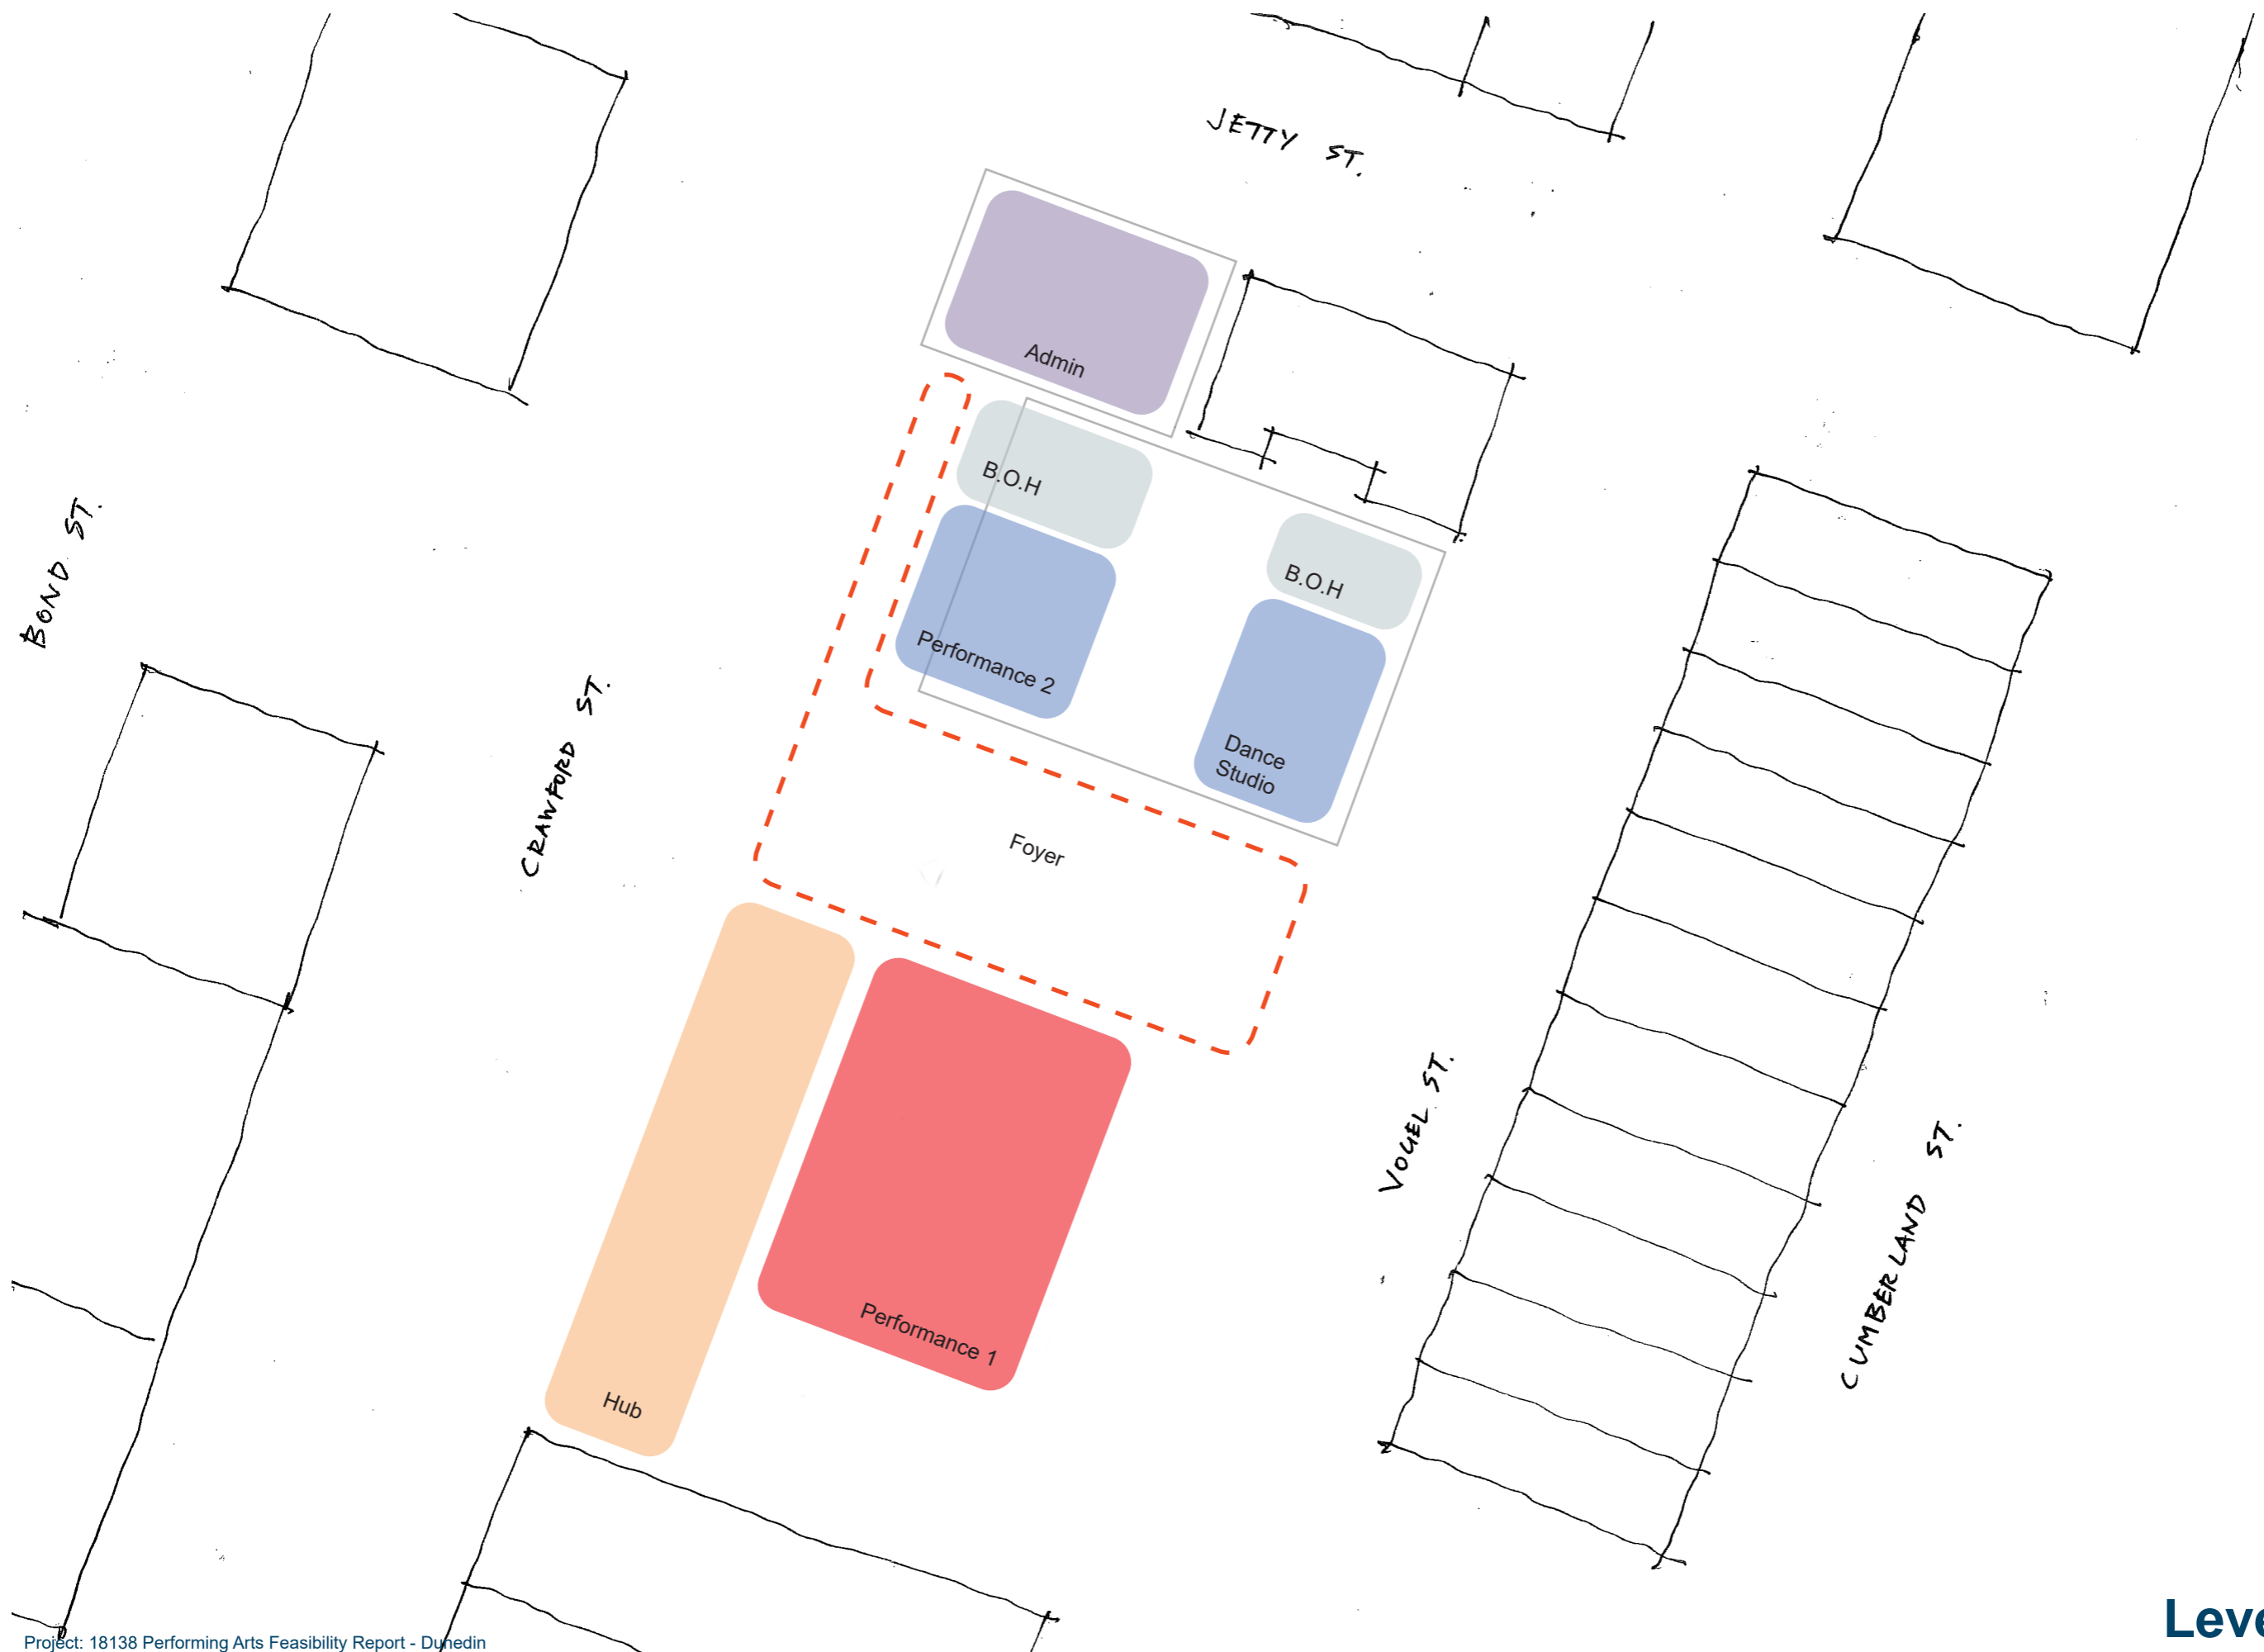 JETTY ST.
Admin
B.O.H
BOND ST.
B.O.H
Performance 2
CRAWFORD ST.
Dance
Studio
Foyer
VOGEL ST.
CUMBERLAND ST.
Performance 1
Hub
Project: 18138 Performing Arts Feasibility Report - Dunedin